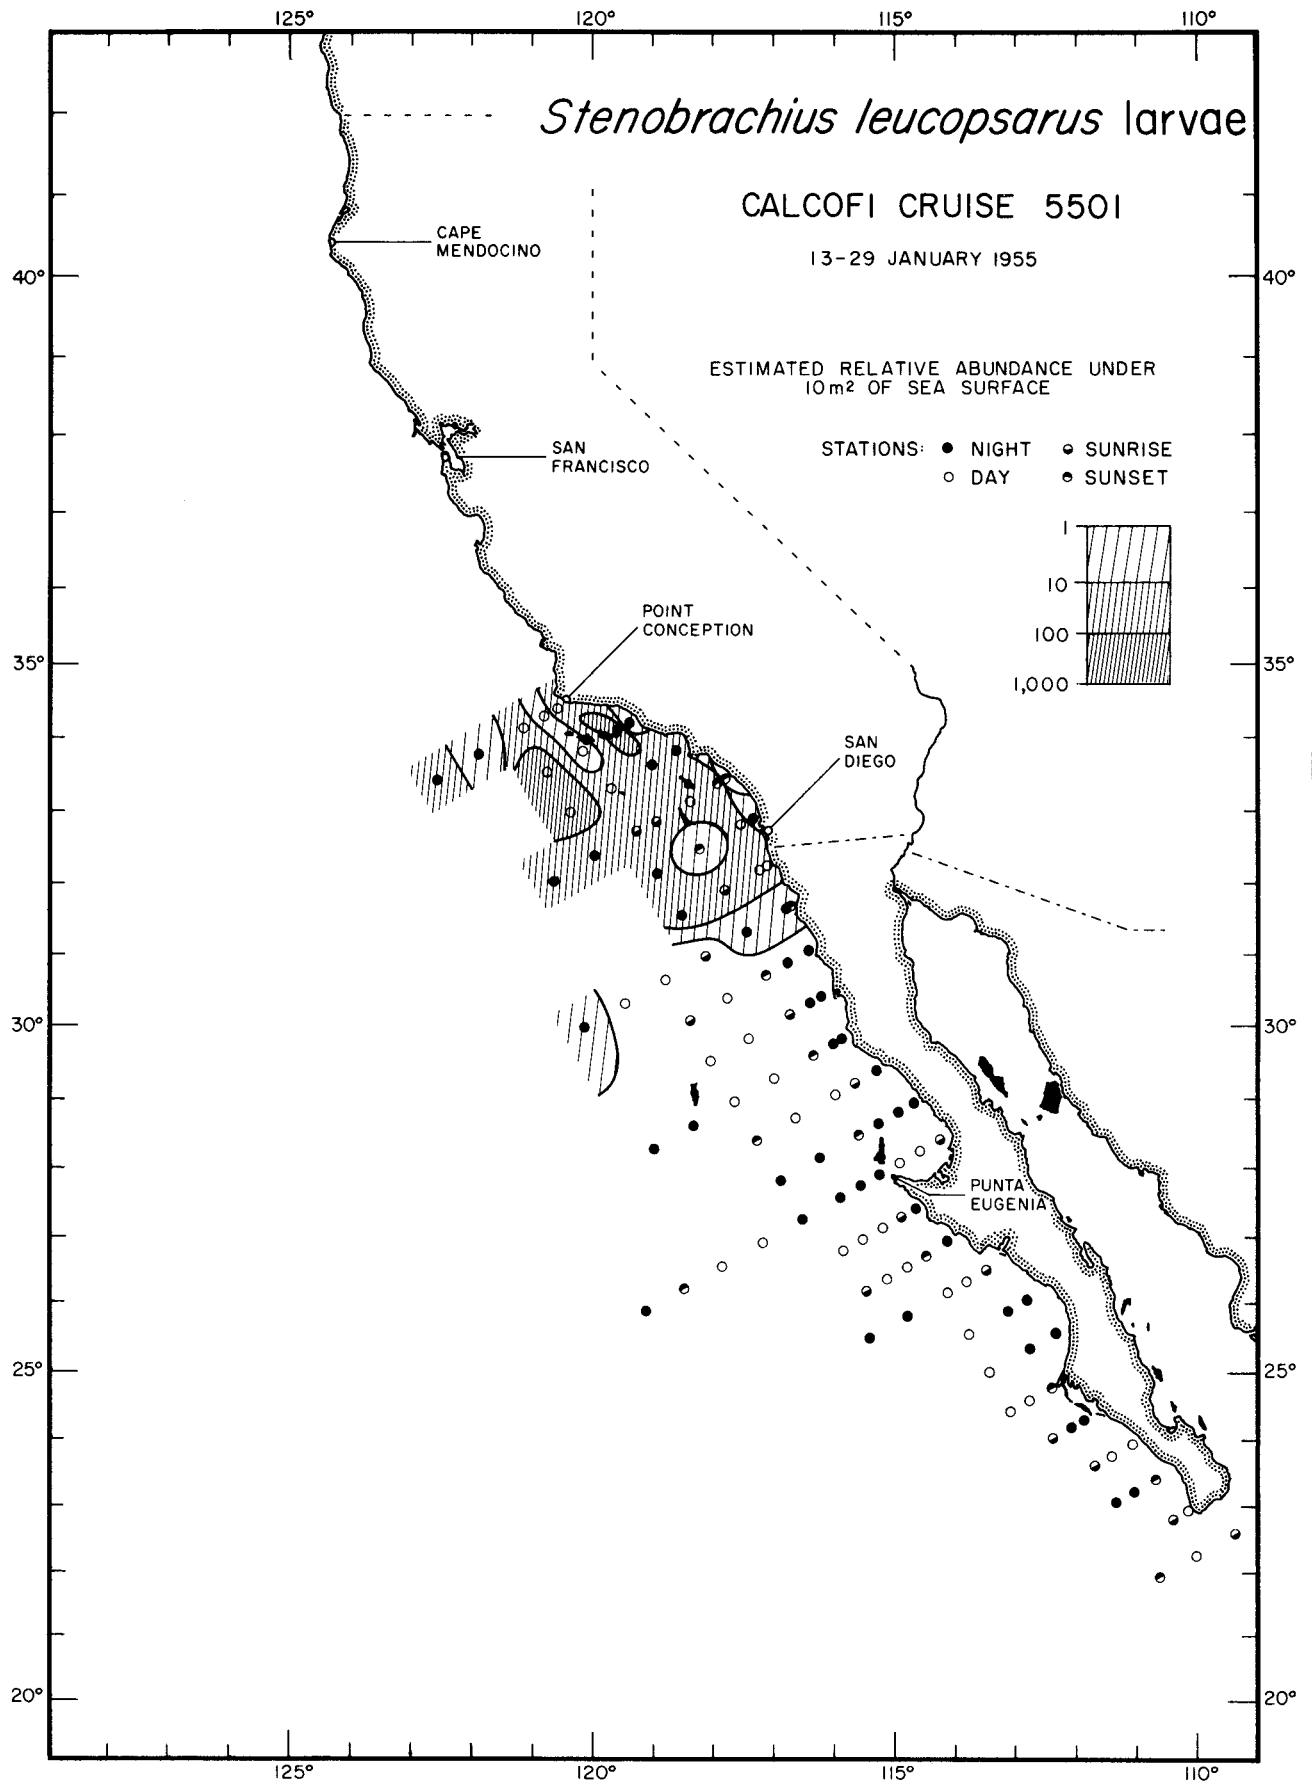 125° 120° 115° 110°
Stenobrachius leucopsarus larvae
CALCOFI CRUISE 5501
13-29 JANUARY 1955
CAPE
MENDOCINO
40° 40°
ESTIMATED RELATIVE ABUNDANCE UNDER
10m² OF SEA SURFACE
STATIONS: NIGHT SUNRISE
DAY SUNSET
SAN
FRANCISCO
1
10
100
1,000
POINT
CONCEPTION
35° 35°
SAN
DIEGO
30° 30°
PUNTA
EUGENIA
25° 25°
20° 20°
125° 120° 115° 110°